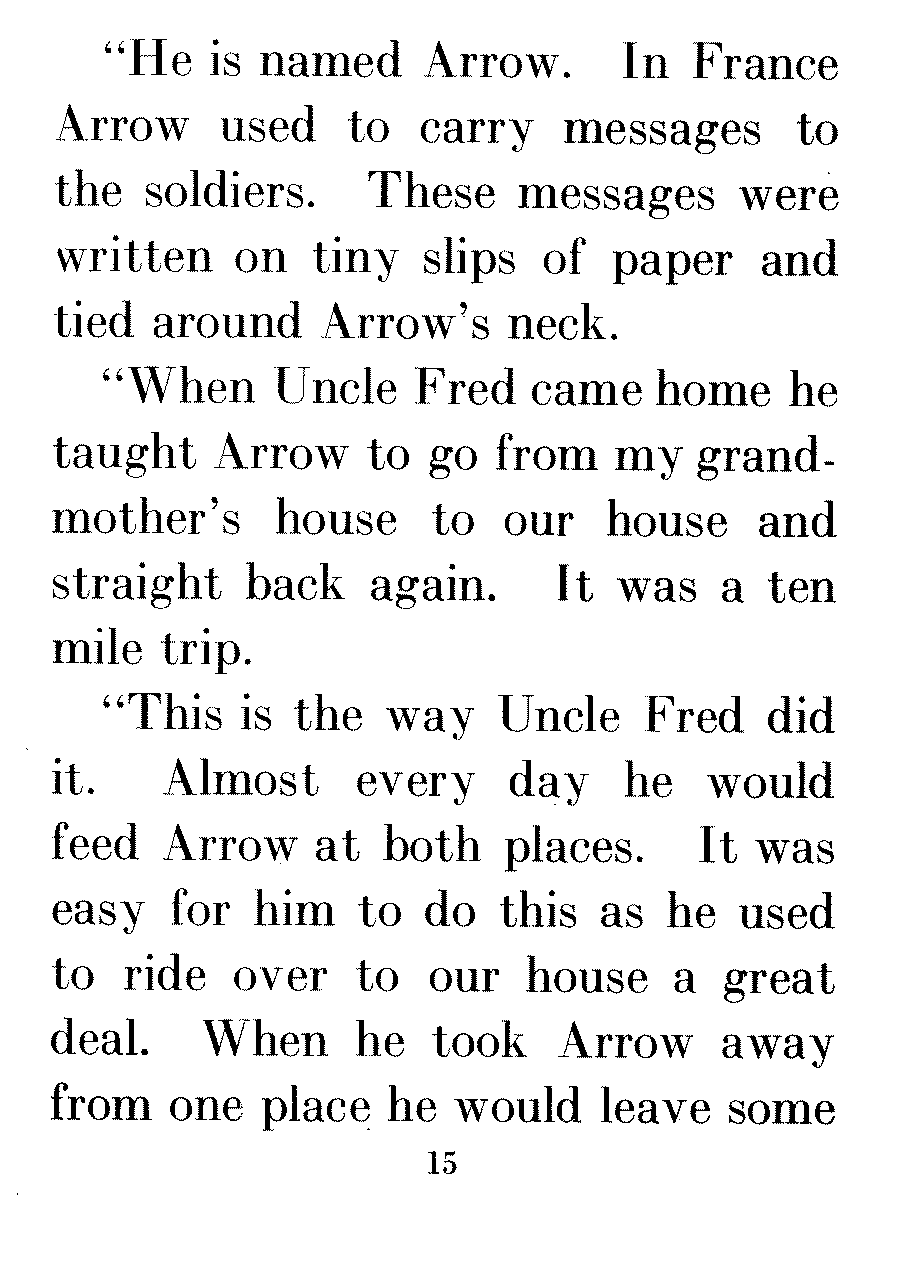 “He is named Arrow. In France
Arrow used to carry messages to
the soldiers. These messages were
written on tiny slips of paper and
tied around Arrow’s neck.
“When Uncle Fred came home he
taught Arrow to go from my grand-
mother’s house to our house and
straight back again. It was a ten
mile trip.
“This is the way Uncle Fred did
it. Almost every day he would
feed Arrow at both places. It was
easy for him to do this as he used
to ride over to our house a great
deal. When he took Arrow away
from one place he would leave some
15